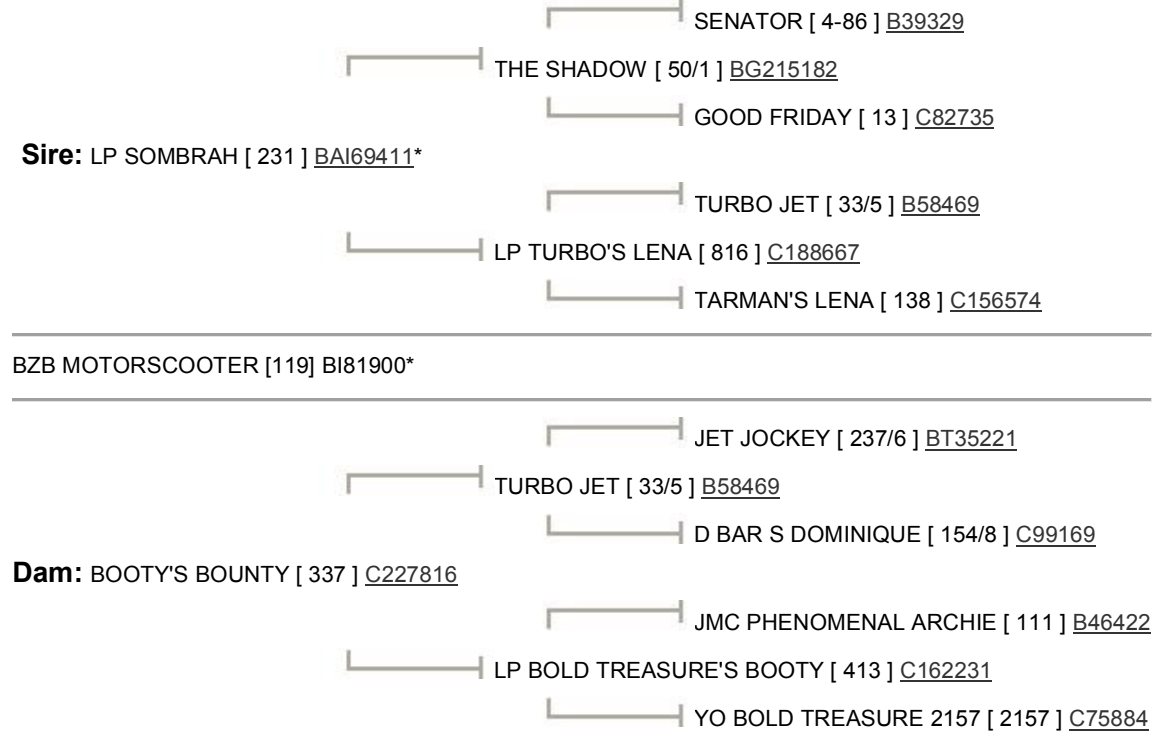 SENATOR [ 4-86 ] B39329
THE SHADOW [ 50/1 ] BG215182
GOOD FRIDAY [ 13 ] C82735
Sire: LP SOMBRAH [ 231 ] BAI69411*
TURBO JET [ 33/5 ] B58469
LP TURBO'S LENA [ 816 ] C188667
TARMAN'S LENA [ 138 ] C156574
BZB MOTORSCOOTER [119] BI81900*
JET JOCKEY [ 237/6 ] BT35221
TURBO JET [ 33/5 ] B58469
D BAR S DOMINIQUE [ 154/8 ] C99169
Dam: BOOTY'S BOUNTY [ 337 ] C227816
JMC PHENOMENAL ARCHIE [ 111 ] B46422
LP BOLD TREASURE'S BOOTY [ 413 ] C162231
YO BOLD TREASURE 2157 [ 2157 ] C75884